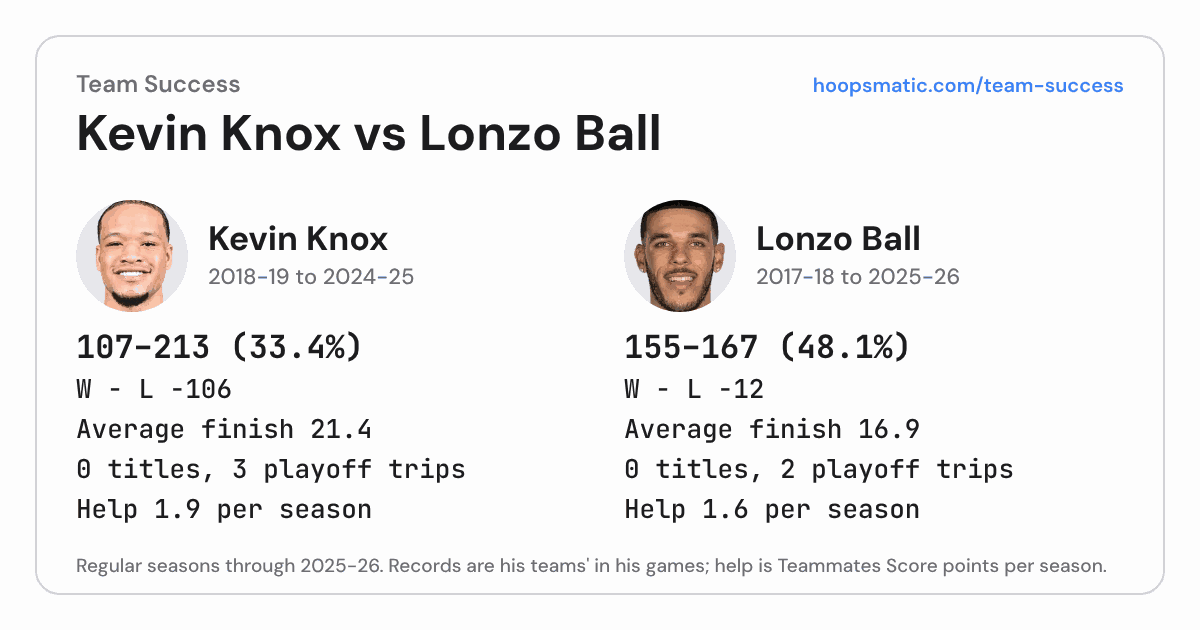 Team Success
hoopsmatic.com/team-success
Kevin Knox vs Lonzo Ball
Kevin Knox
2018-19 to 2024-25
107-213 (33.4%)
W - L -106
Average finish 21.4
0 titles, 3 playoff trips
Help 1.9 per season
Lonzo Ball
2017-18 to 2025-26
155-167 (48.1%)
W - L -12
Average finish 16.9
0 titles, 2 playoff trips
Help 1.6 per season
Regular seasons through 2025-26. Records are his teams' in his games; help is Teammates Score points per season.